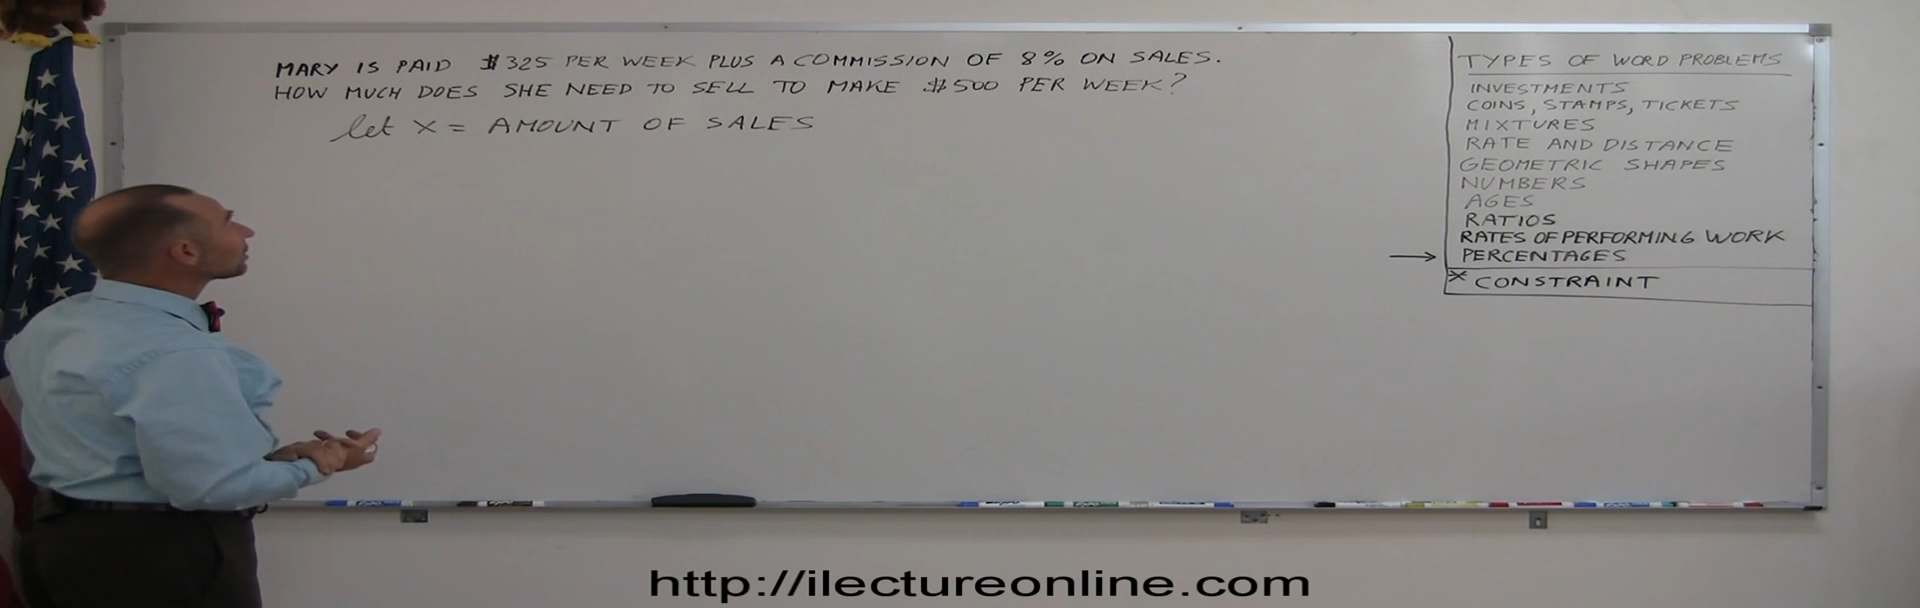 MARY IS PAID $325 PER WEEK PLUS A COMMISSION OF 8% ON SALES.
HOW MUCH DOES SHE NEED TO SELL TO MAKE $500 PER WEEK?
let X = AMOUNT OF SALES
TYPES OF WORD PROBLEMS
INVESTMENTS
COINS, STAMPS, TICKETS
MIXTURES
RATE AND DISTANCE
GEOMETRIC SHAPES
NUMBERS
AGES
RATIOS
RATES OF PERFORMING WORK
→ PERCENTAGES
* CONSTRAINT
http://ilectureonline.com